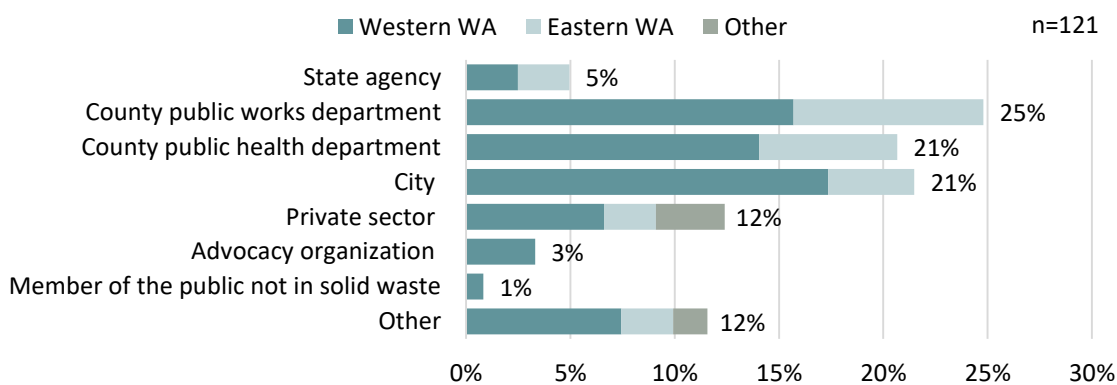 Western WA Eastern WA Other n=121
State agency 5%
County public works department 25%
County public health department 21%
City 21%
Private sector 12%
Advocacy organization 3%
Member of the public not in solid waste 1%
Other 12%
0% 5% 10% 15% 20% 25% 30%